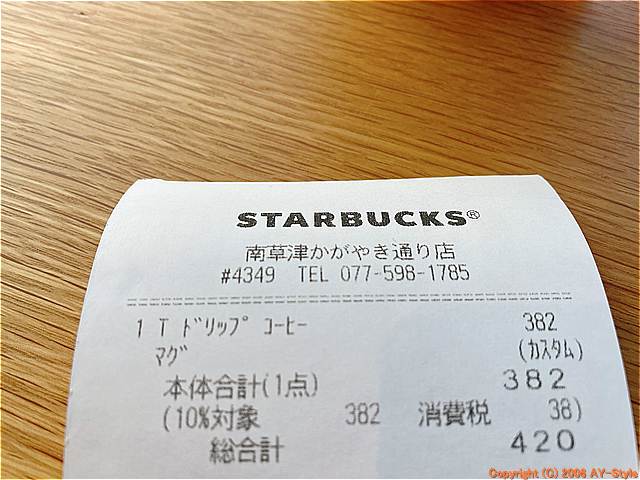 STARBUCKS®
南草津かがやき通り店
#4349 TEL 077-598-1785
1 T ﾄﾞﾘｯﾌﾟ ｺｰﾋｰ 382
ﾏｸﾞ (ｶｽﾀﾑ)
本体合計(1点) 382
(10%対象 382 消費税 38)
総合計 420
Copyright (C) 2006 AY-Style